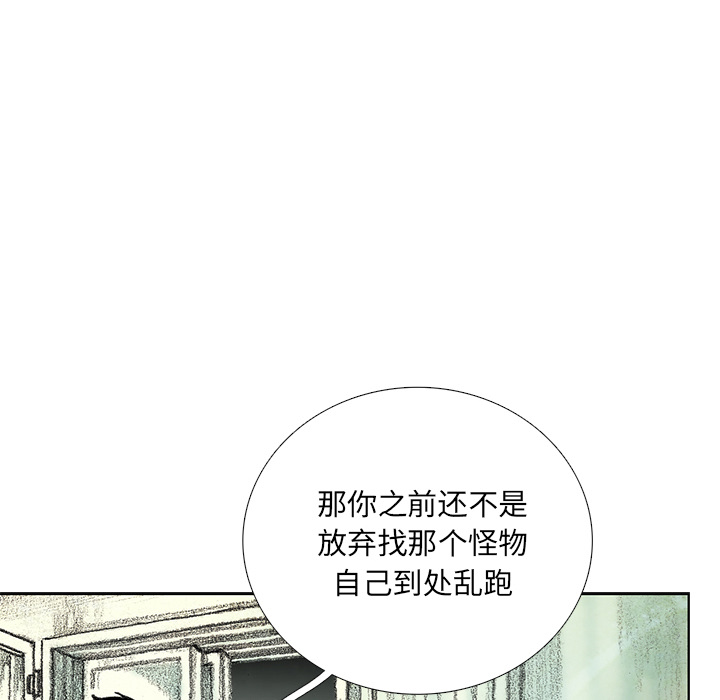 那你之前还不是
放弃找那个怪物
自己到处乱跑